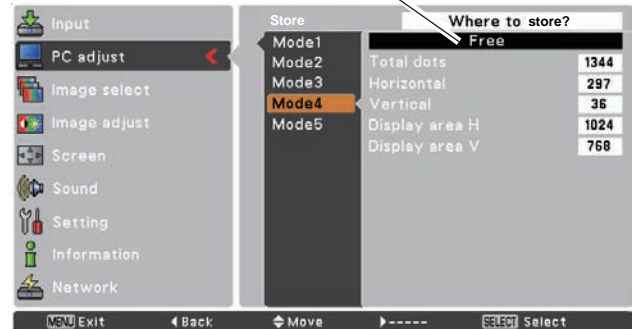 Input
PC adjust
Image select
Image adjust
Screen
Sound
Setting
Information
Network
Store
Mode1
Mode2
Mode3
Mode4
Mode5
Where to store?
Free
Total dots 1344
Horizontal 297
Vertical 36
Display area H 1024
Display area V 768
MENU Exit Back Move ----- SELECT Select